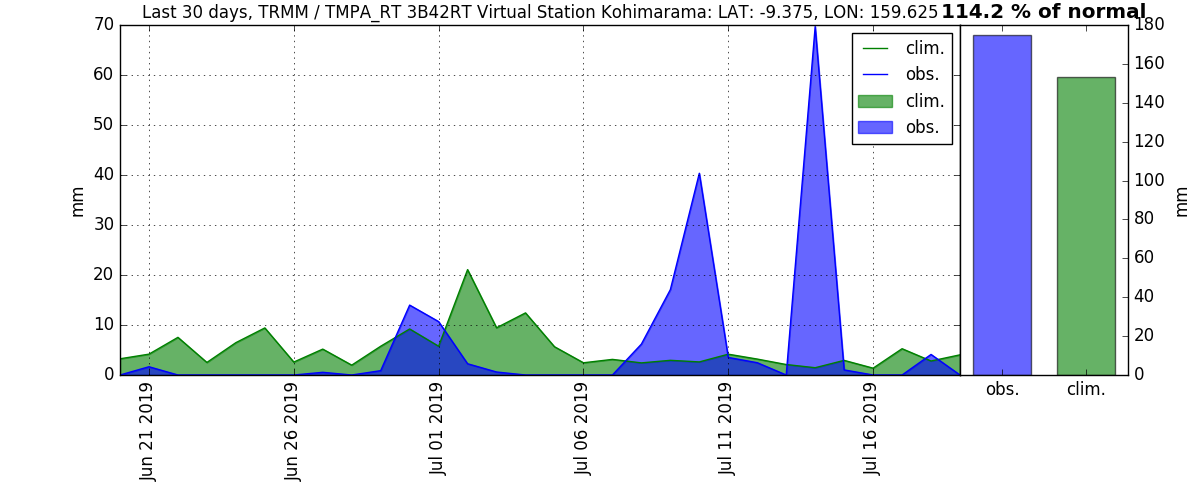 Last 30 days, TRMM / TMPA_RT 3B42RT Virtual Station Kohimarama: LAT: -9.375, LON: 159.625 114.2 % of normal
70
60
50
40
30
20
10
0
mm
clim.
obs.
clim.
obs.
Jun 21 2019
Jun 26 2019
Jul 01 2019
Jul 06 2019
Jul 11 2019
Jul 16 2019
180
160
140
120
100
80
60
40
20
0
mm
obs.
clim.